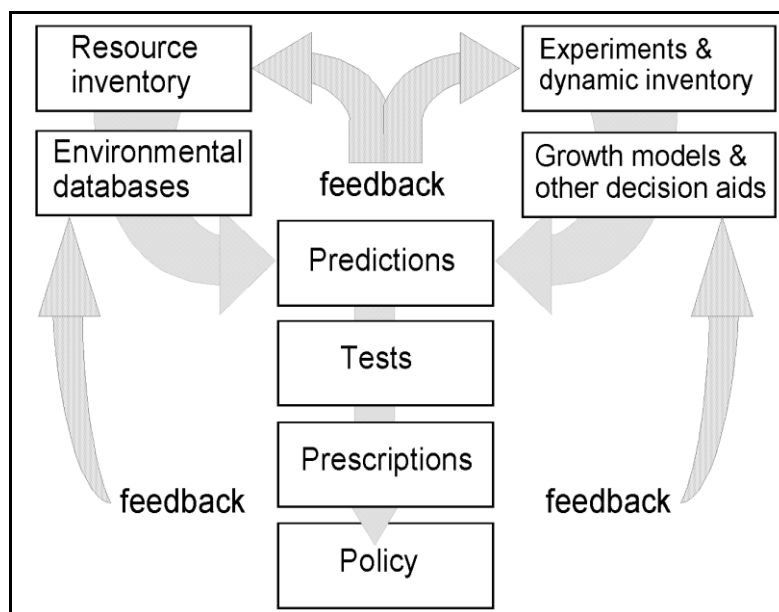 Resource
inventory
Experiments &
dynamic inventory
Environmental
databases
Growth models &
other decision aids
feedback
Predictions
Tests
Prescriptions
feedback
feedback
Policy